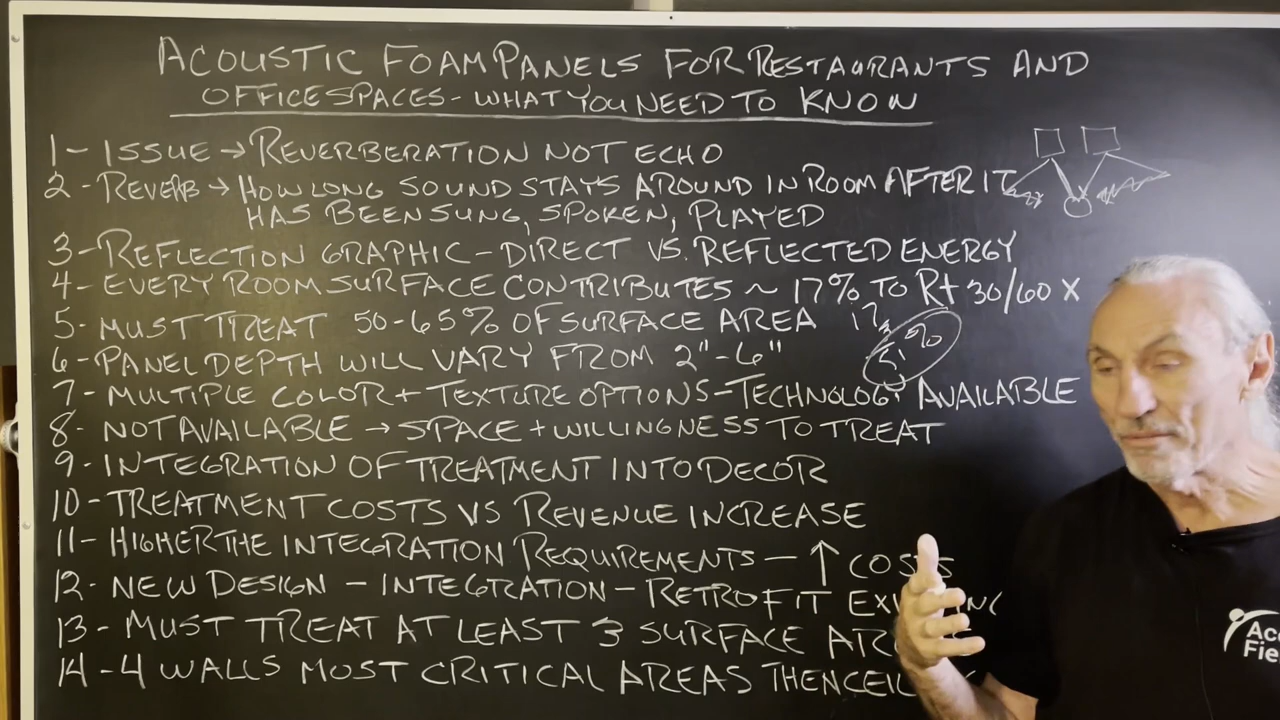 ACOUSTIC FOAM PANELS FOR RESTAURANTS AND
OFFICE SPACES - WHAT YOU NEED TO KNOW
1- ISSUE → REVERBERATION NOT ECHO
2- REVERB → HOW LONG SOUND STAYS AROUND IN ROOM AFTER IT
HAS BEEN SUNG, SPOKEN, PLAYED
3- REFLECTION GRAPHIC - DIRECT VS. REFLECTED ENERGY
4- EVERY ROOM SURFACE CONTRIBUTES ~ 17% TO Rt 30/60 X
5- MUST TREAT 50-65% OF SURFACE AREA
6- PANEL DEPTH WILL VARY FROM 2"-6"
7- MULTIPLE COLOR + TEXTURE OPTIONS - TECHNOLOGY AVAILABLE
8- NOT AVAILABLE → SPACE + WILLINGNESS TO TREAT
9- INTEGRATION OF TREATMENT INTO DECOR
10- TREATMENT COSTS VS REVENUE INCREASE
11- HIGHER THE INTEGRATION REQUIREMENTS - ↑ COSTS
12- NEW DESIGN - INTEGRATION - RETROFIT
13- MUST TREAT AT LEAST 3 SURFACE
14- 4 WALLS MOST CRITICAL AREAS THEN